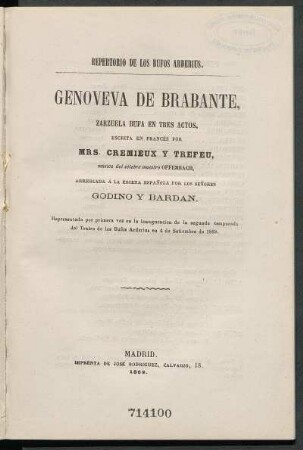 REPERTORIO DE LOS BUFOS ARDERIUS.
GENOVEVA DE BRABANTE,
ZARZUELA BUFA EN TRES ACTOS,
ESCRITA EN FRANCÉS POR
MRS. CREMIEUX Y TREFEU,
música del célebre maestro OFFENBACH,
ARREGLADA Á LA ESCENA ESPAÑOLA POR LOS SEÑORES
GODINO Y BARDAN.
Representada por primera vez en la inauguracion de la segunda temporada
del Teatro de los Bufos Arderius en 4 de Setiembre de 1869.
MADRID.
IMPRENTA DE JOSÉ RODRIGUEZ, CALVARIO, 18.
1869.
714100